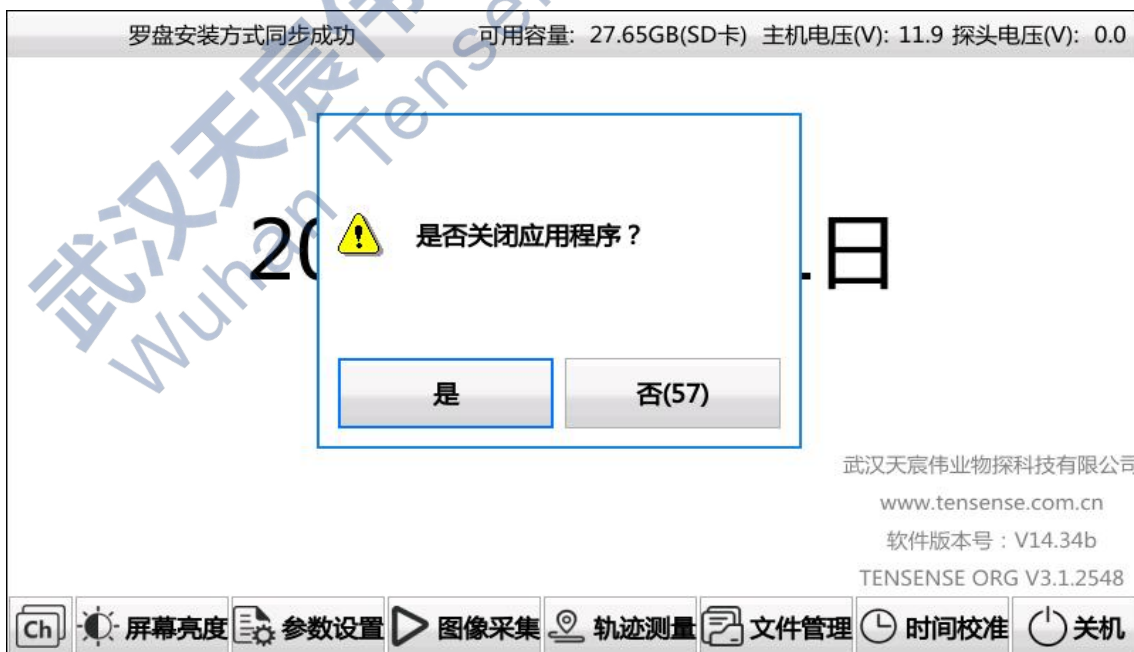 罗盘安装方式同步成功 可用容量: 27.65GB(SD卡) 主机电压(V): 11.9 探头电压(V): 0.0
是否关闭应用程序？
日
是 否(57)
武汉天宸伟业物探科技有限公司
www.tensense.com.cn
软件版本号：V14.34b
TENSENSE ORG V3.1.2548
Ch 屏幕亮度 参数设置 图像采集 轨迹测量 文件管理 时间校准 关机
武汉天宸伟
Wuhan Tense